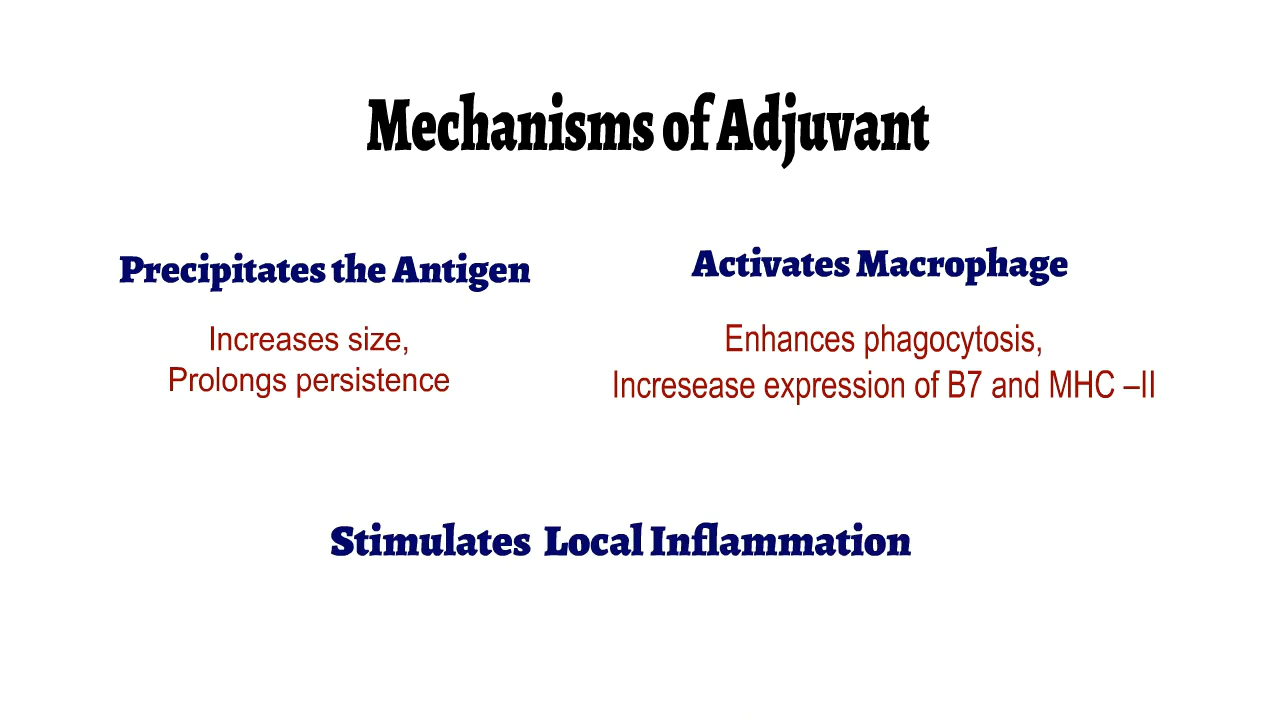 Mechanisms of Adjuvant
Precipitates the Antigen
Increases size,
Prolongs persistence
Activates Macrophage
Enhances phagocytosis,
Incresease expression of B7 and MHC –II
Stimulates Local Inflammation